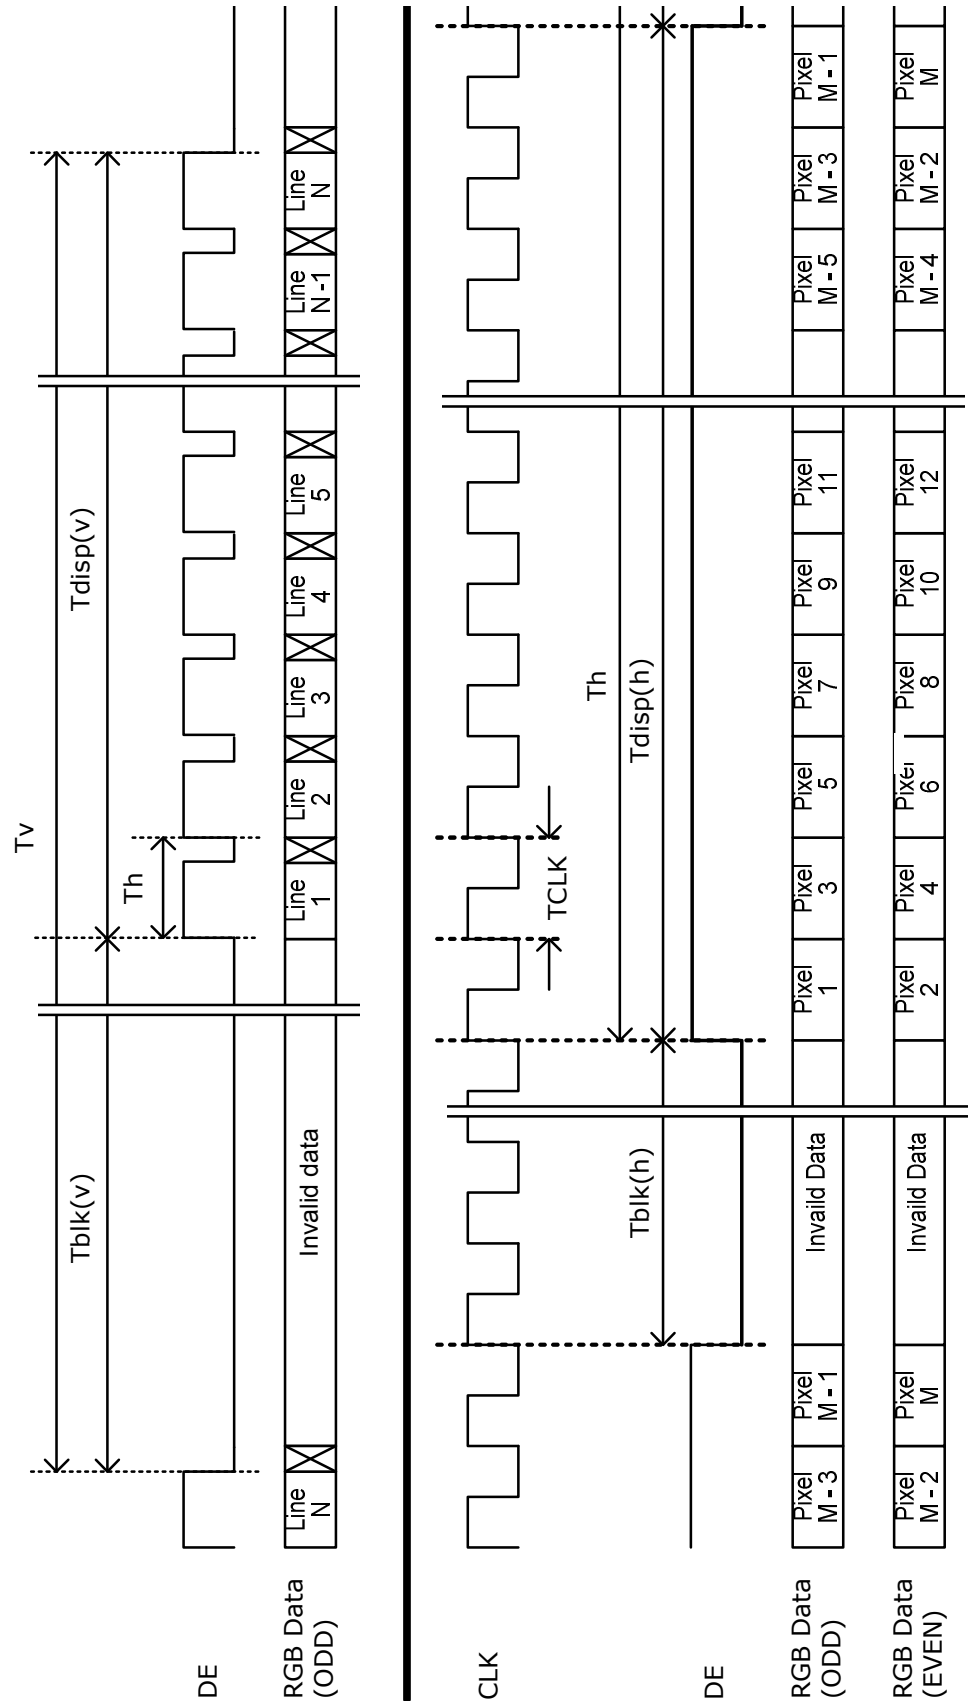 Tv
Tblk(v)
Tdisp(v)
Th
DE
RGB Data
(ODD)
Line
N
Invalid data
Line
1
Line
2
Line
3
Line
4
Line
5
Line
N-1
Line
N
CLK
TCLK
Th
Tblk(h)
Tdisp(h)
DE
RGB Data
(ODD)
Pixel
M - 3
Pixel
M - 1
Invaild Data
Pixel
1
Pixel
3
Pixel
5
Pixel
7
Pixel
9
Pixel
11
Pixel
M - 5
Pixel
M - 3
Pixel
M - 1
RGB Data
(EVEN)
Pixel
M - 2
Pixel
M
Invaild Data
Pixel
2
Pixel
4
Pixel
6
Pixel
8
Pixel
10
Pixel
12
Pixel
M - 4
Pixel
M - 2
Pixel
M